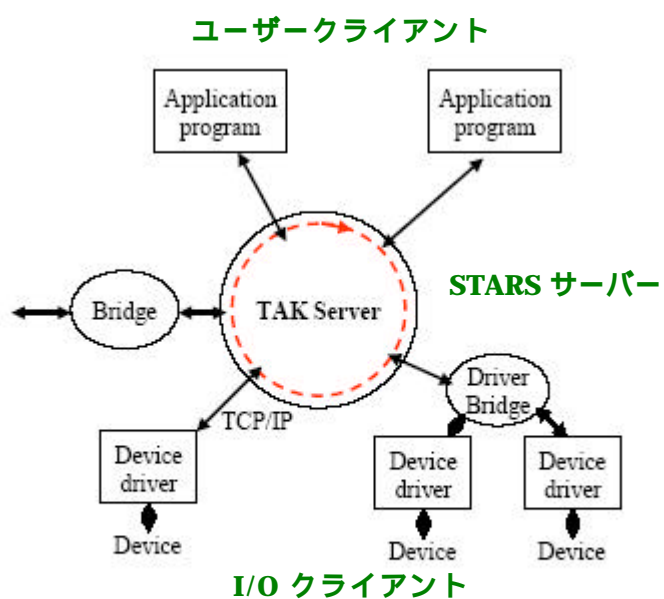 ユーザークライアント
Application
program
Application
program
STARS サーバー
Bridge
TAK Server
Driver
Bridge
TCP/IP
Device
driver
Device
driver
Device
driver
Device
Device
Device
I/O クライアント